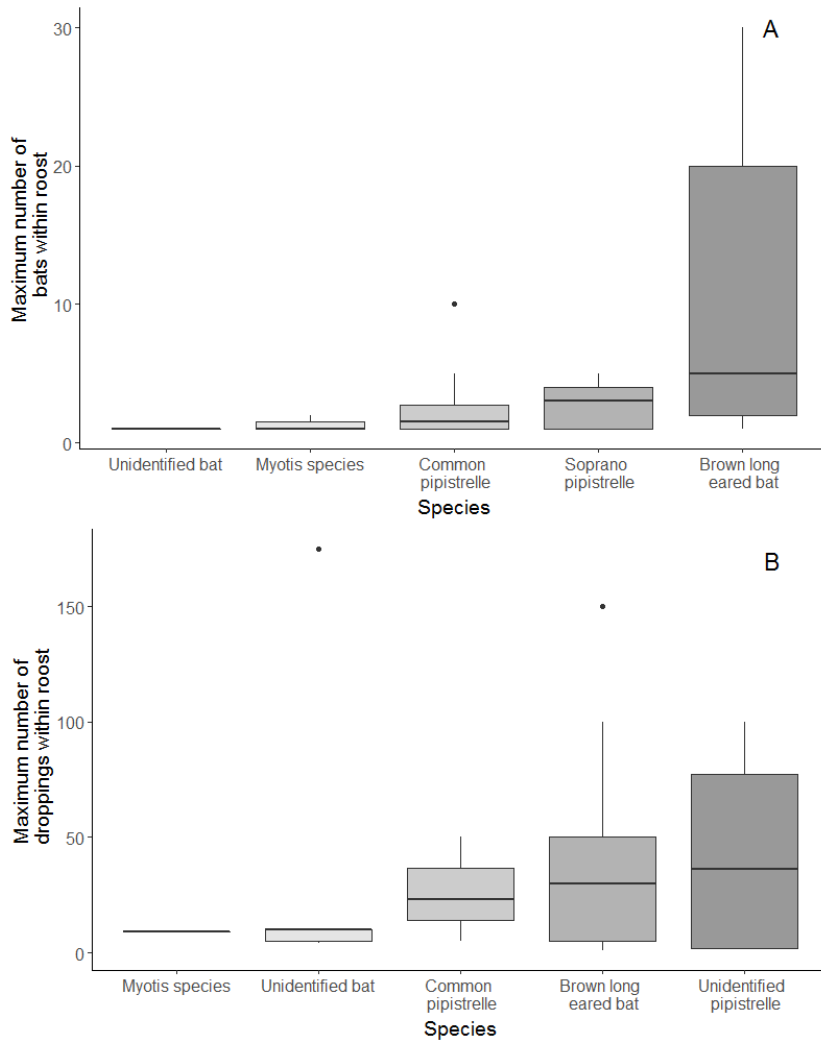 A
30
20
10
0
Maximum number of
bats within roost
Unidentified bat
Myotis species
Common
pipistrelle
Soprano
pipistrelle
Brown long
eared bat
Species
B
150
100
50
0
Maximum number of
droppings within roost
Myotis species
Unidentified bat
Common
pipistrelle
Brown long
eared bat
Unidentified
pipistrelle
Species